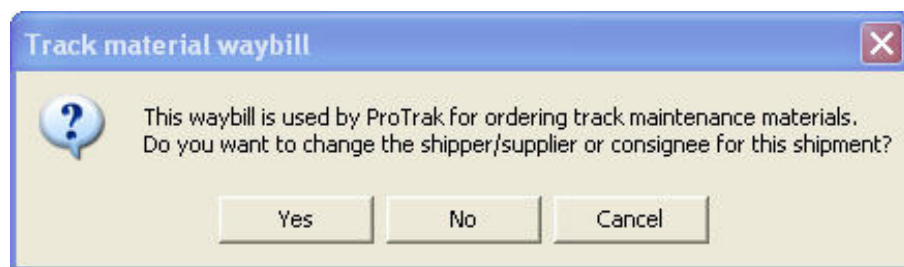 Track material waybill
This waybill is used by ProTrak for ordering track maintenance materials.
Do you want to change the shipper/supplier or consignee for this shipment?
Yes No Cancel